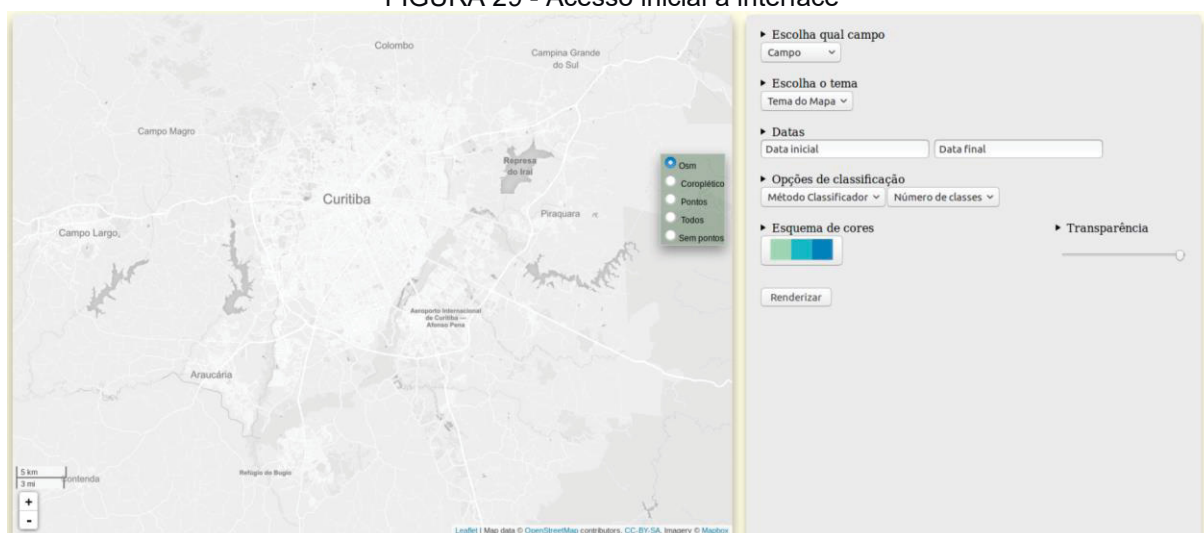 FIGURA 29 - Acesso inicial à interface
Colombo
Campina Grande
do Sul
Campo Magro
Represa
do Iraí
Curitiba
Piraquara
Campo Largo
Aeroporto Internacional
de Curitiba —
Afonso Pena
Araucária
Refúgio do Bugio
Contenda
5 km
3 mi
+
-
Leaflet | Map data © OpenStreetMap contributors, CC-BY-SA, Imagery © Mapbox
Osm
Coroplético
Pontos
Todos
Sem pontos
Escolha qual campo
Campo
Escolha o tema
Tema do Mapa
Datas
Data inicial Data final
Opções de classificação
Método Classificador Número de classes
Esquema de cores Transparência
Renderizar